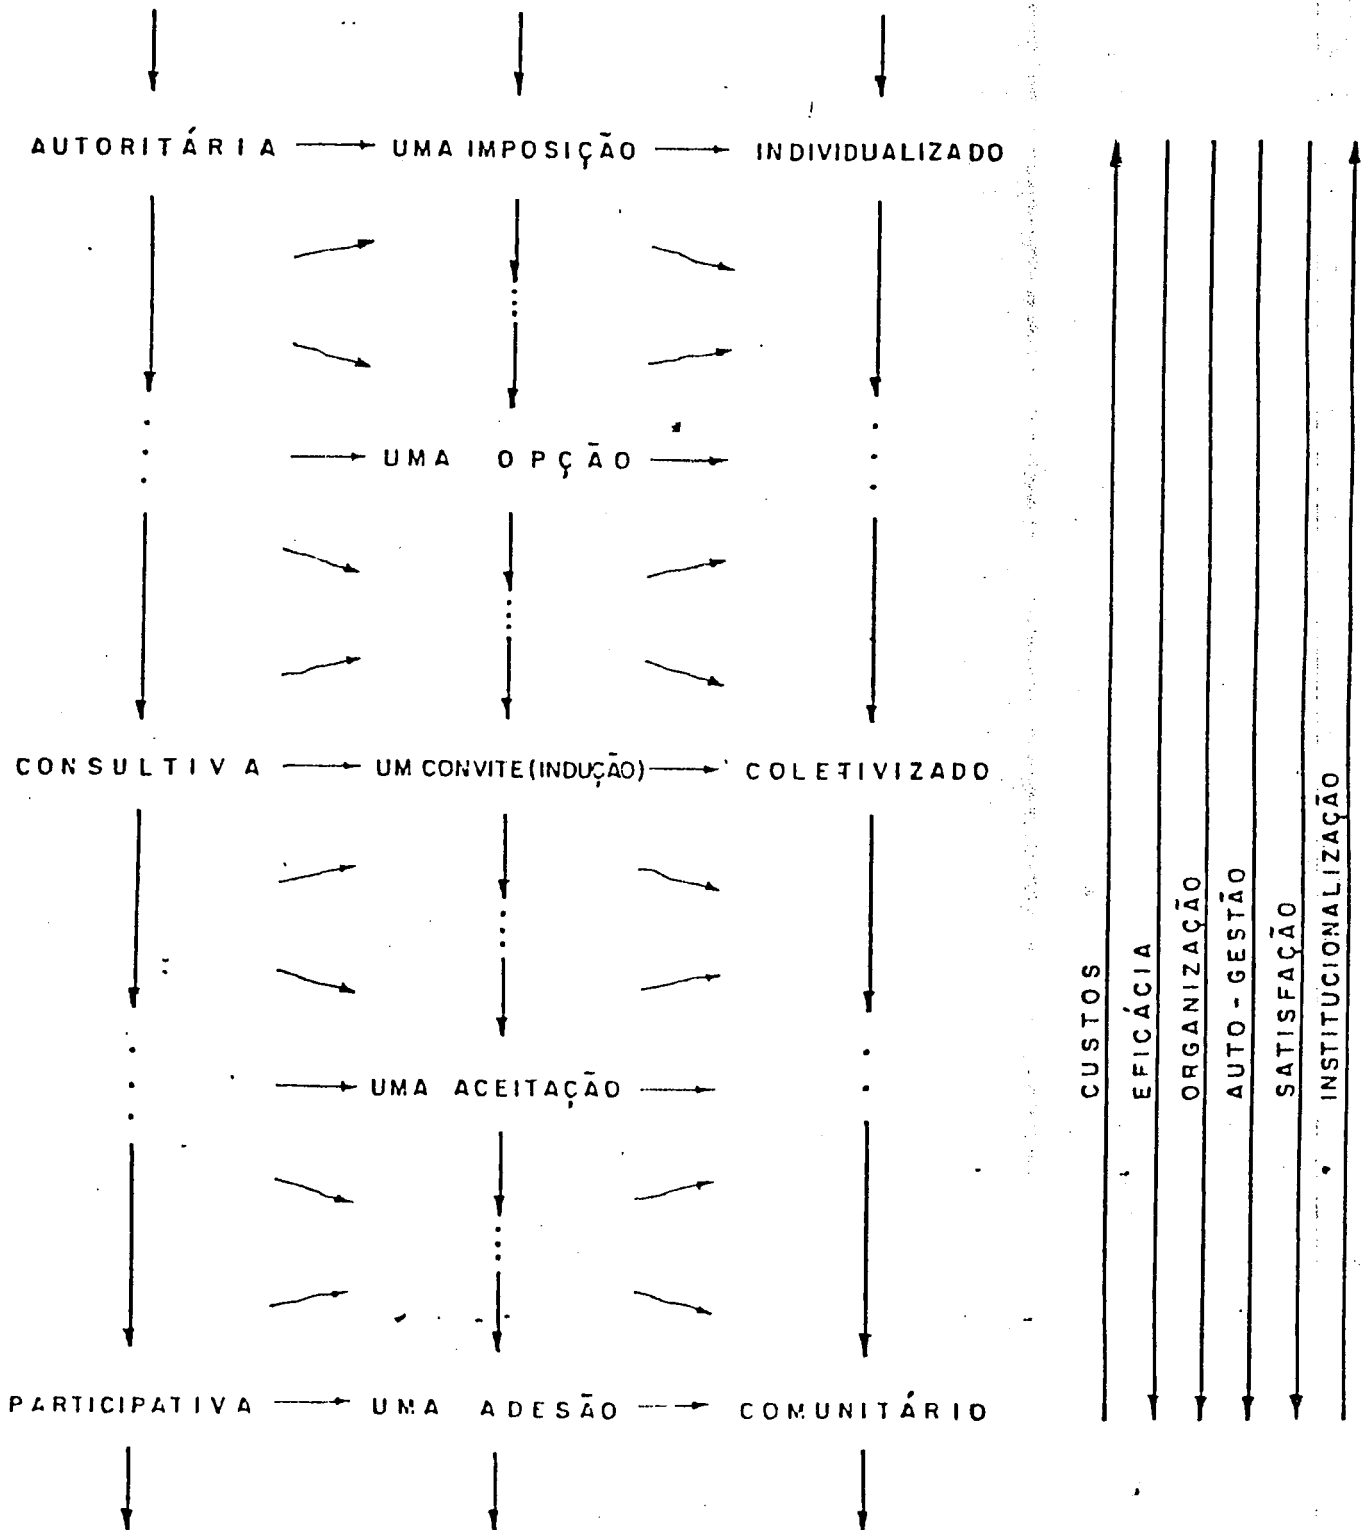 AUTORITÁRIA UMA IMPOSIÇÃO INDIVIDUALIZADO
UMA OPÇÃO
CONSULTIVA UM CONVITE (INDUÇÃO) COLETIVIZADO
UMA ACEITAÇÃO
PARTICIPATIVA UMA ADESÃO COMUNITÁRIO
CUSTOS
EFICÁCIA
ORGANIZAÇÃO
AUTO-GESTÃO
SATISFAÇÃO
INSTITUCIONALIZAÇÃO